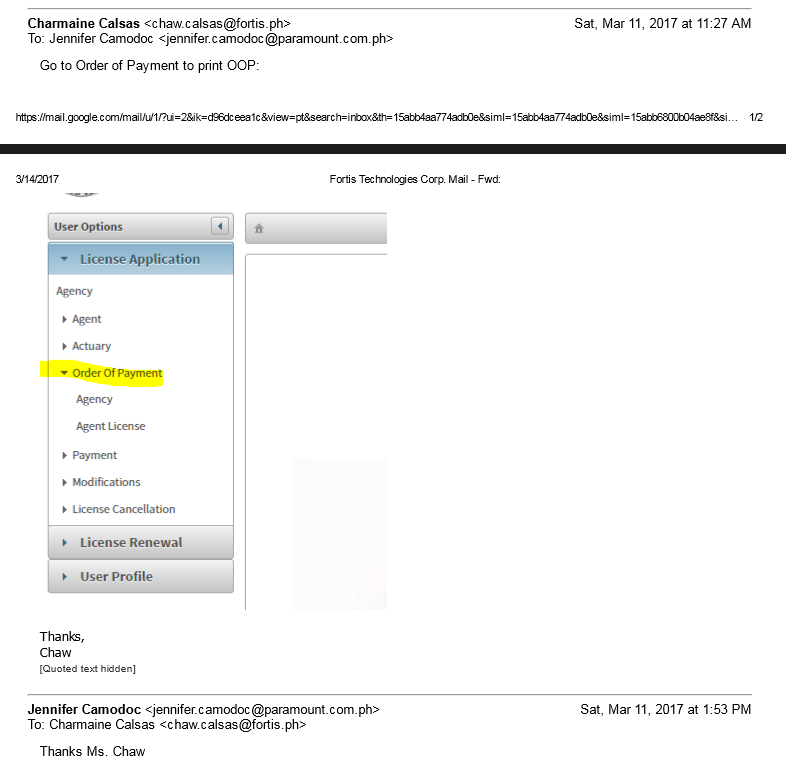 Charmaine Calsas <chaw.calsas@fortis.ph> Sat, Mar 11, 2017 at 11:27 AM
To: Jennifer Camodoc <jennifer.camodoc@paramount.com.ph>
Go to Order of Payment to print OOP:
https://mail.google.com/mail/u/1/?ui=2&ik=d96dceea1c&view=pt&search=inbox&th=15abb4aa774adb0e&siml=15abb4aa774adb0e&siml=15abb6800b04ae8f&si... 1/2
3/14/2017 Fortis Technologies Corp. Mail - Fwd:
User Options
License Application
Agency
Agent
Actuary
Order Of Payment
Agency
Agent License
Payment
Modifications
License Cancellation
License Renewal
User Profile
Thanks,
Chaw
[Quoted text hidden]
Jennifer Camodoc <jennifer.camodoc@paramount.com.ph> Sat, Mar 11, 2017 at 1:53 PM
To: Charmaine Calsas <chaw.calsas@fortis.ph>
Thanks Ms. Chaw